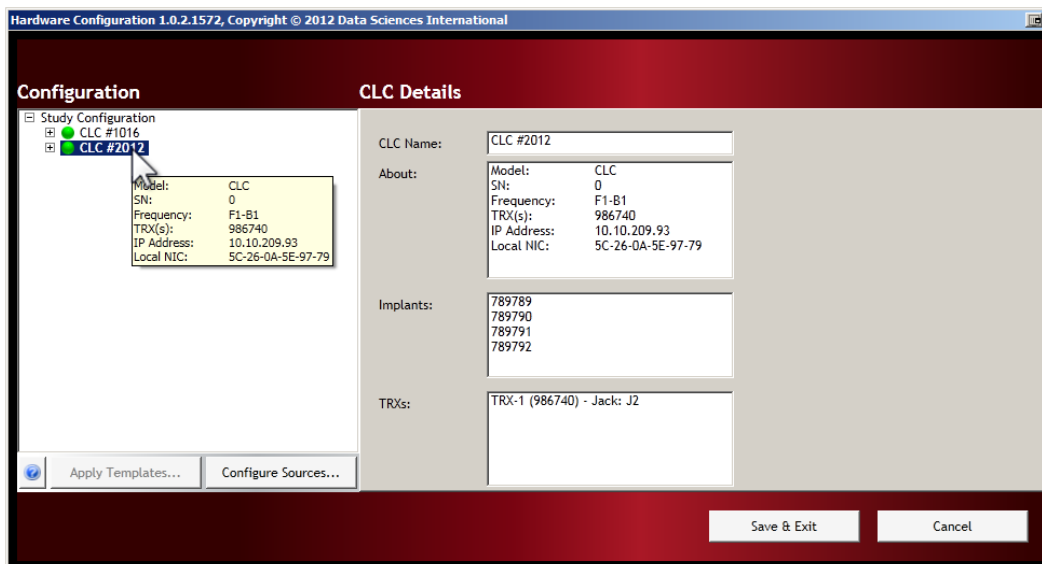 Hardware Configuration 1.0.2.1572, Copyright © 2012 Data Sciences International
Configuration
Study Configuration
CLC #1016
CLC #2012
Model: CLC
SN: 0
Frequency: F1-B1
TRX(s): 986740
IP Address: 10.10.209.93
Local NIC: 5C-26-0A-5E-97-79
Apply Templates...
Configure Sources...
CLC Details
CLC Name: CLC #2012
About:
Model: CLC
SN: 0
Frequency: F1-B1
TRX(s): 986740
IP Address: 10.10.209.93
Local NIC: 5C-26-0A-5E-97-79
Implants:
789789
789790
789791
789792
TRXs:
TRX-1 (986740) - Jack: J2
Save & Exit
Cancel